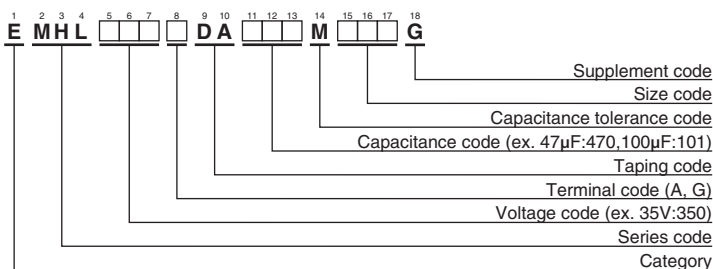 1 2 3 4 5 6 7 8 9 10 11 12 13 14 15 16 17 18
E MHL □□□ □ DA □□□ M □□□ G
Supplement code
Size code
Capacitance tolerance code
Capacitance code (ex. 47µF:470,100µF:101)
Taping code
Terminal code (A, G)
Voltage code (ex. 35V:350)
Series code
Category